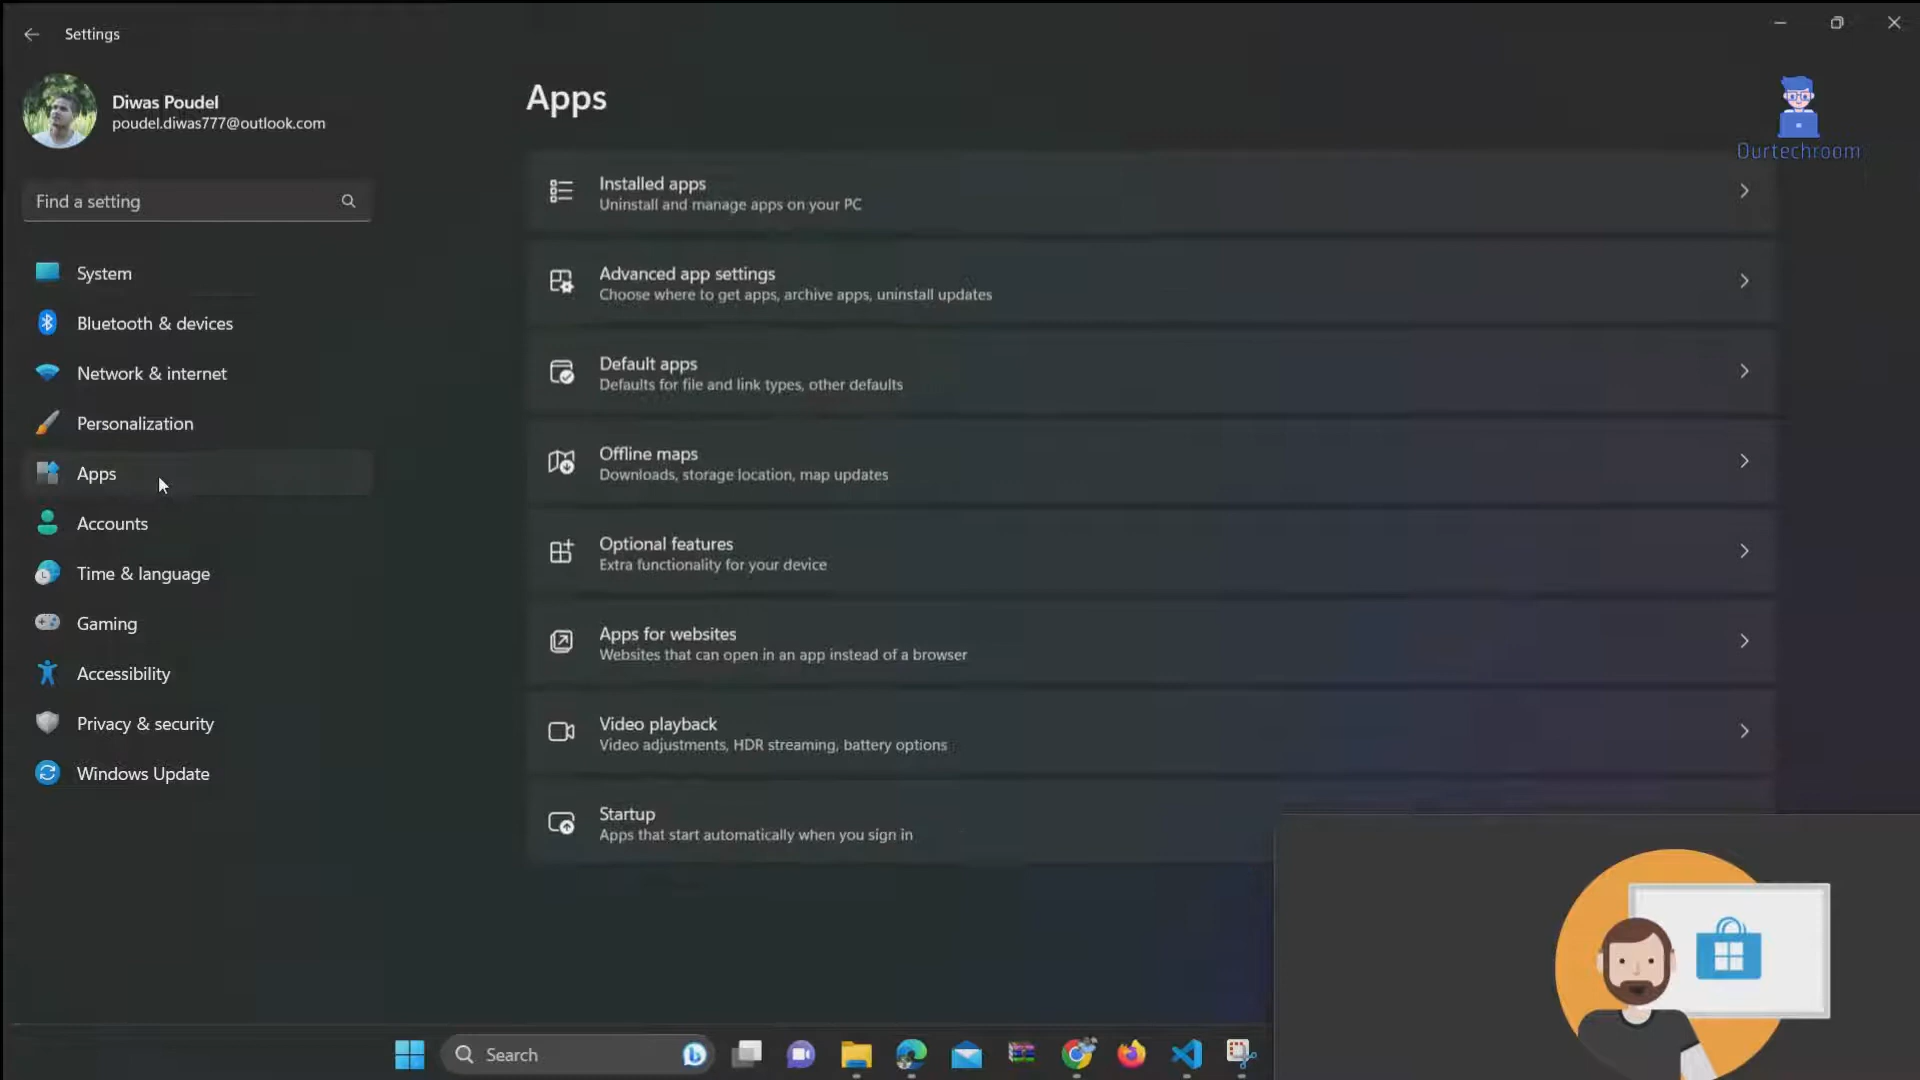 Settings
Diwas Poudel
poudel.diwas777@outlook.com
Find a setting
System
Bluetooth & devices
Network & internet
Personalization
Apps
Accounts
Time & language
Gaming
Accessibility
Privacy & security
Windows Update
Apps
Ourtechroom
Installed apps
Uninstall and manage apps on your PC
Advanced app settings
Choose where to get apps, archive apps, uninstall updates
Default apps
Defaults for file and link types, other defaults
Offline maps
Downloads, storage location, map updates
Optional features
Extra functionality for your device
Apps for websites
Websites that can open in an app instead of a browser
Video playback
Video adjustments, HDR streaming, battery options
Startup
Apps that start automatically when you sign in
Search